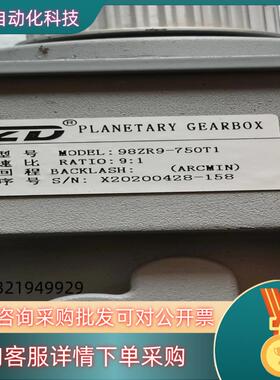 自动化科技
ZD® PLANETARY GEARBOX
型号 MODEL: 98ZR9-750T1
速比 RATIO: 9:1
回程 BACKLASH: (ARCMIN)
序号 S/N: X20200428-158
321949929
咨询采购批发可对公开票
客服详情下单采购